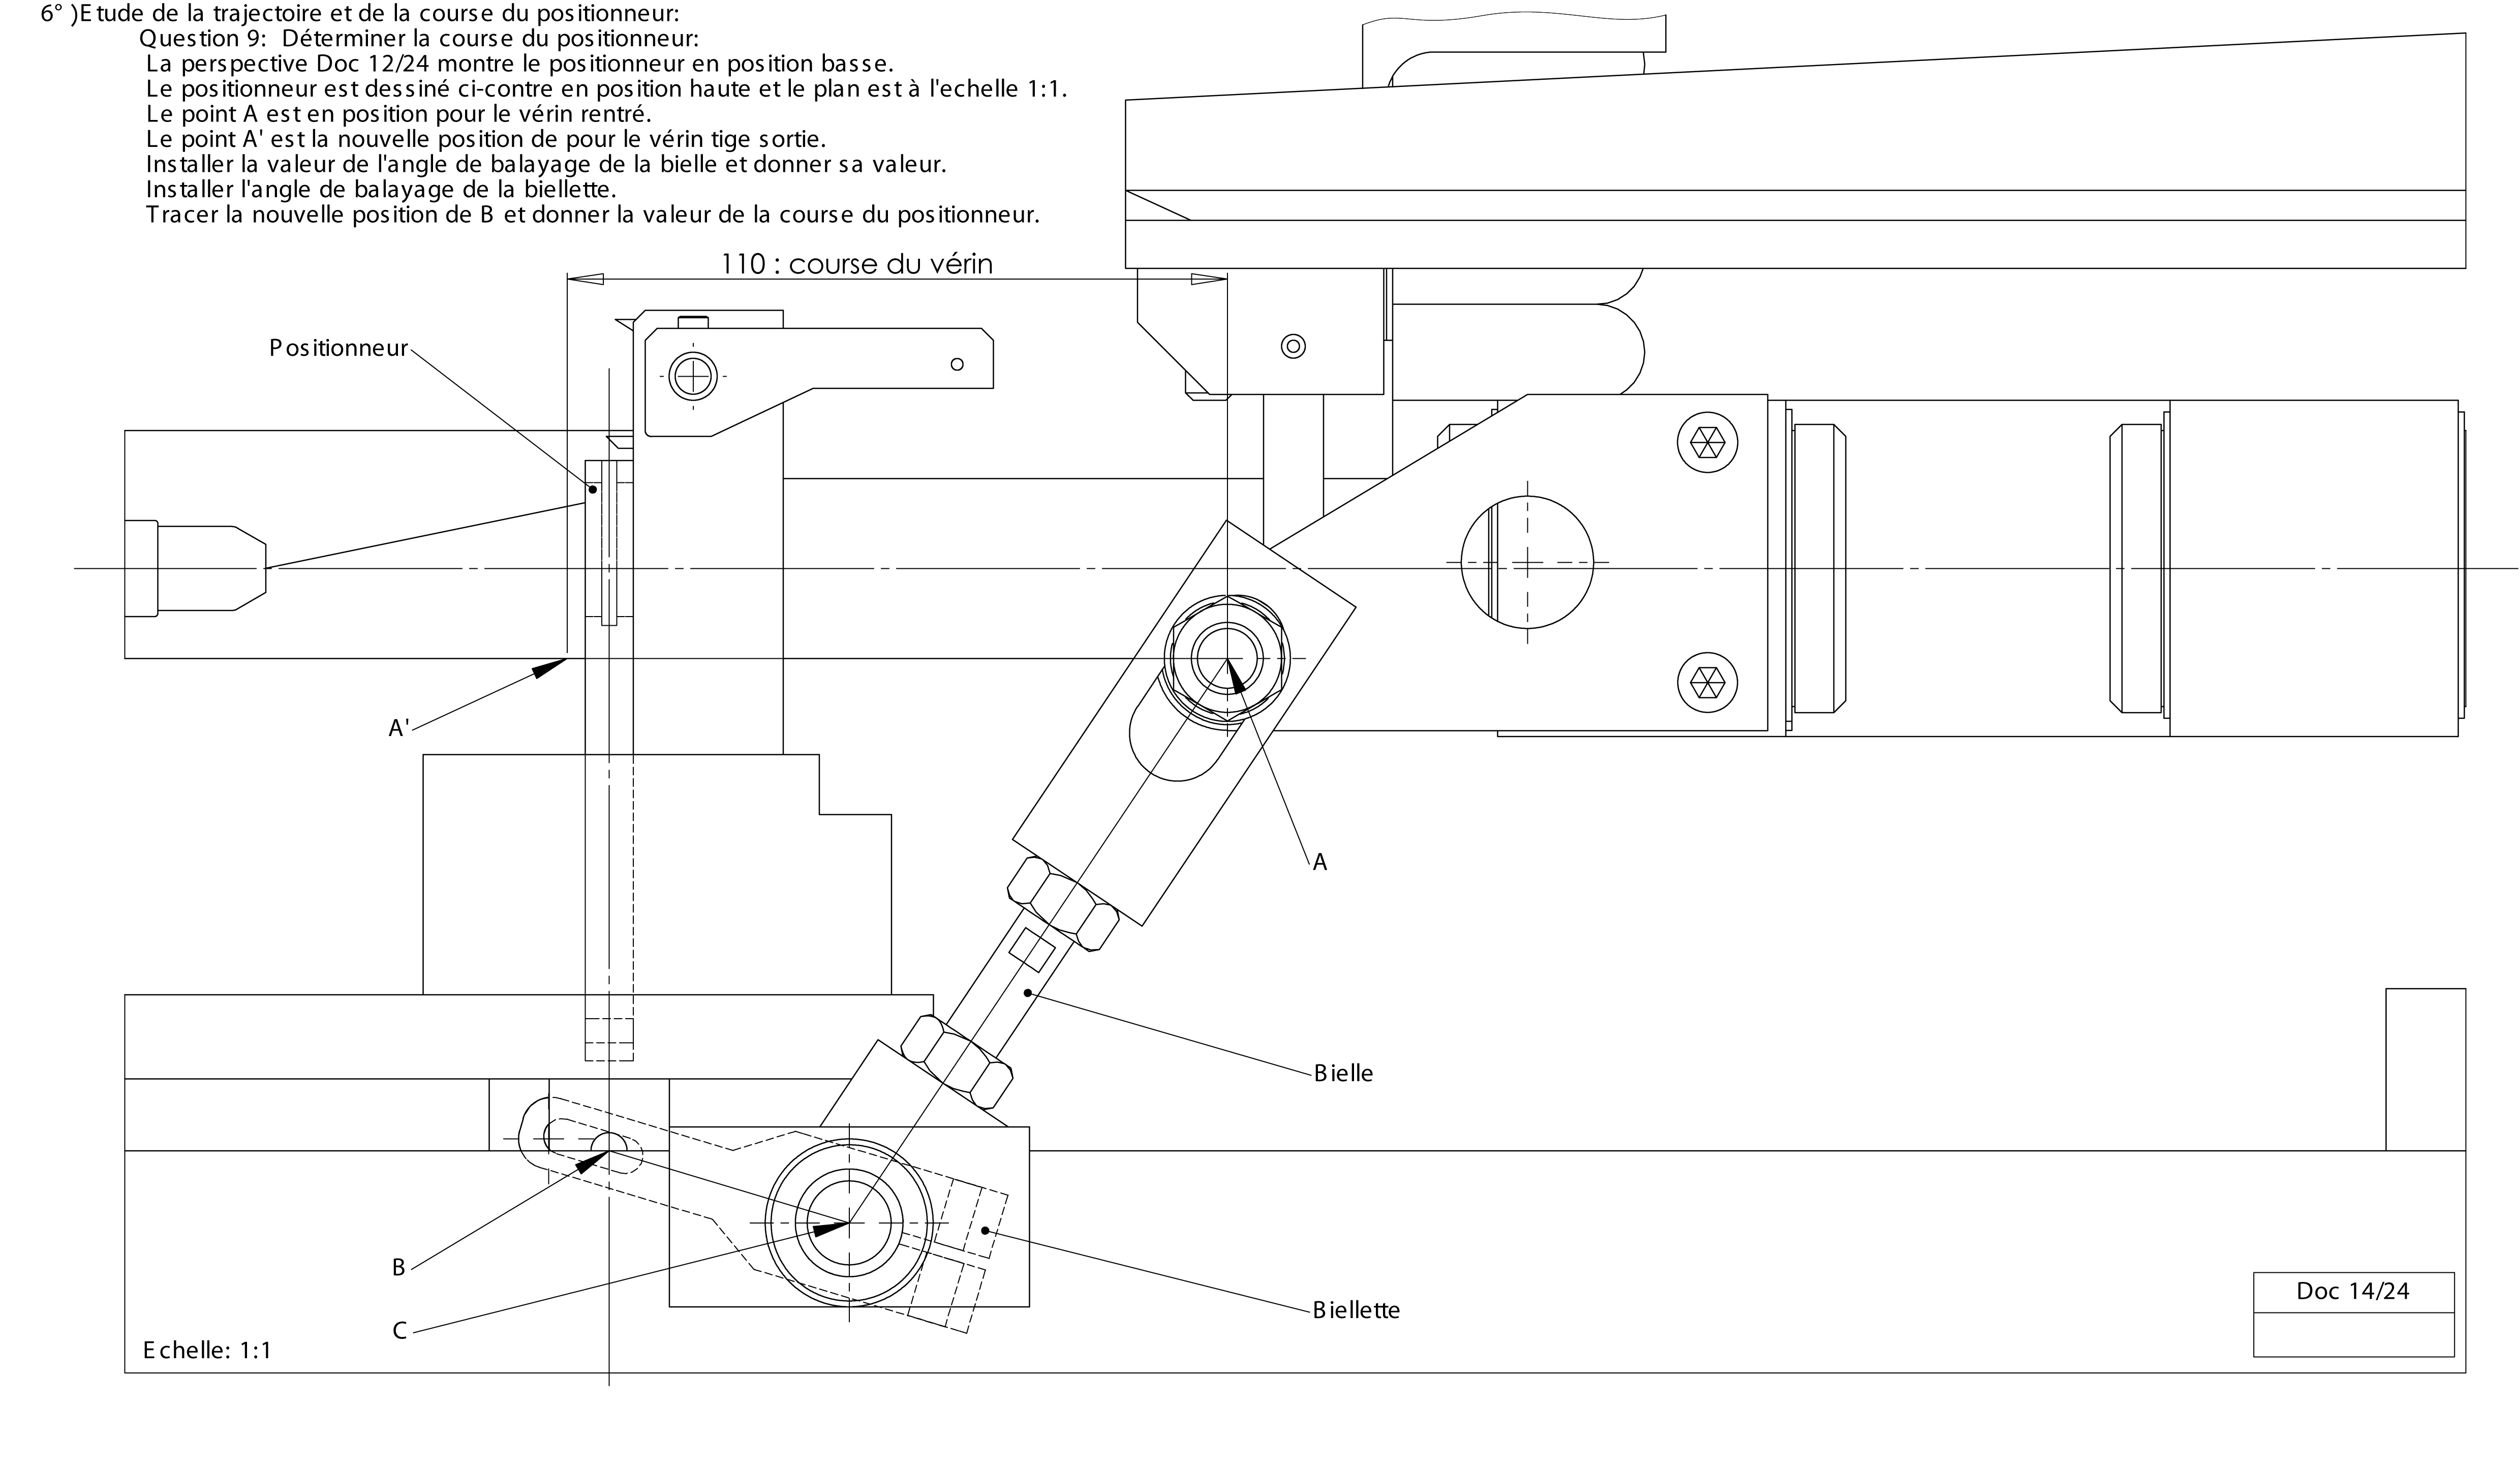 6° )Etude de la trajectoire et de la course du positionneur:
Question 9: Déterminer la course du positionneur:
La perspective Doc 12/24 montre le positionneur en position basse.
Le positionneur est dessiné ci-contre en position haute et le plan est à l'echelle 1:1.
Le point A est en position pour le vérin rentré.
Le point A' est la nouvelle position de pour le vérin tige sortie.
Installer la valeur de l'angle de balayage de la bielle et donner sa valeur.
Installer l'angle de balayage de la biellette.
Tracer la nouvelle position de B et donner la valeur de la course du positionneur.
110 : course du vérin
Positionneur
A'
A
Bielle
B
C
Biellette
Doc 14/24
Echelle: 1:1